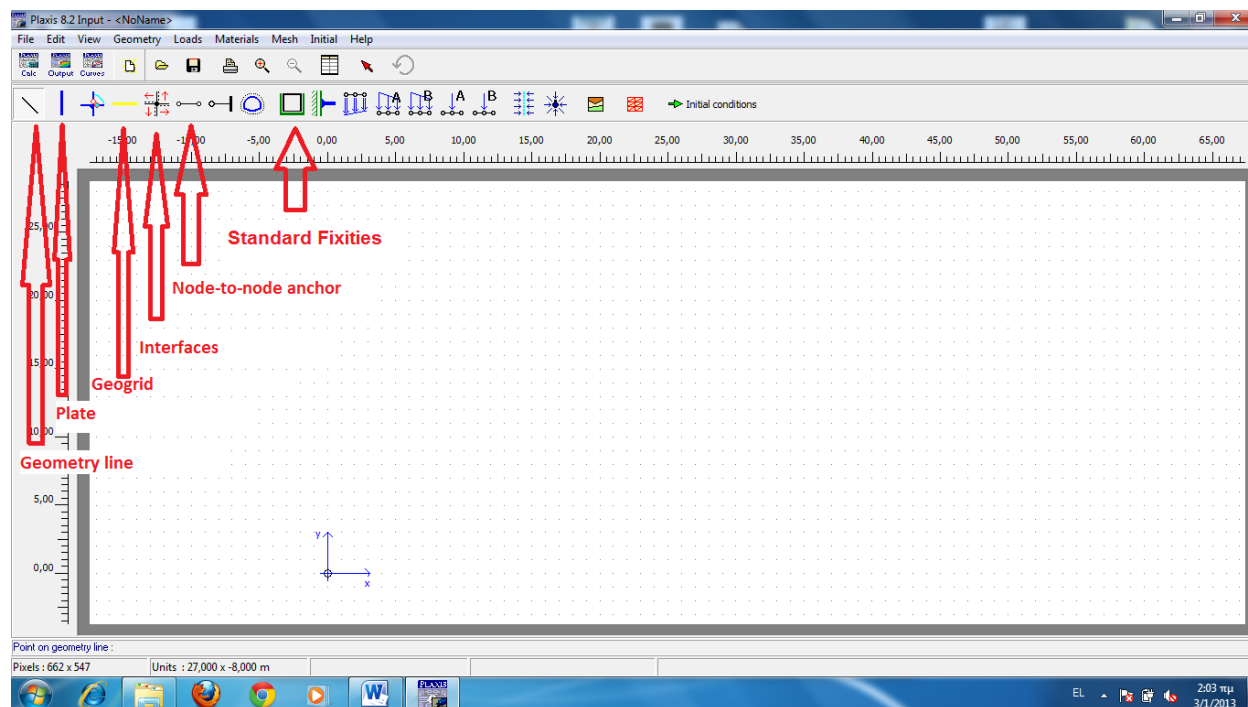 Plaxis 8.2 Input - <NoName>
File Edit View Geometry Loads Materials Mesh Initial Help
Calc Output Curves
A B A B Initial conditions
-15,00 -10,00 -5,00 0,00 5,00 10,00 15,00 20,00 25,00 30,00 35,00 40,00 45,00 50,00 55,00 60,00 65,00
25,00
Standard Fixities
20,00
Node-to-node anchor
Interfaces
15,00
Geogrid
Plate
10,00
Geometry line
5,00
y
0,00
x
Point on geometry line :
Pixels : 662 x 547 Units : 27,000 x -8,000 m
W PLAXIS EL 2:03 πμ
3/1/2013